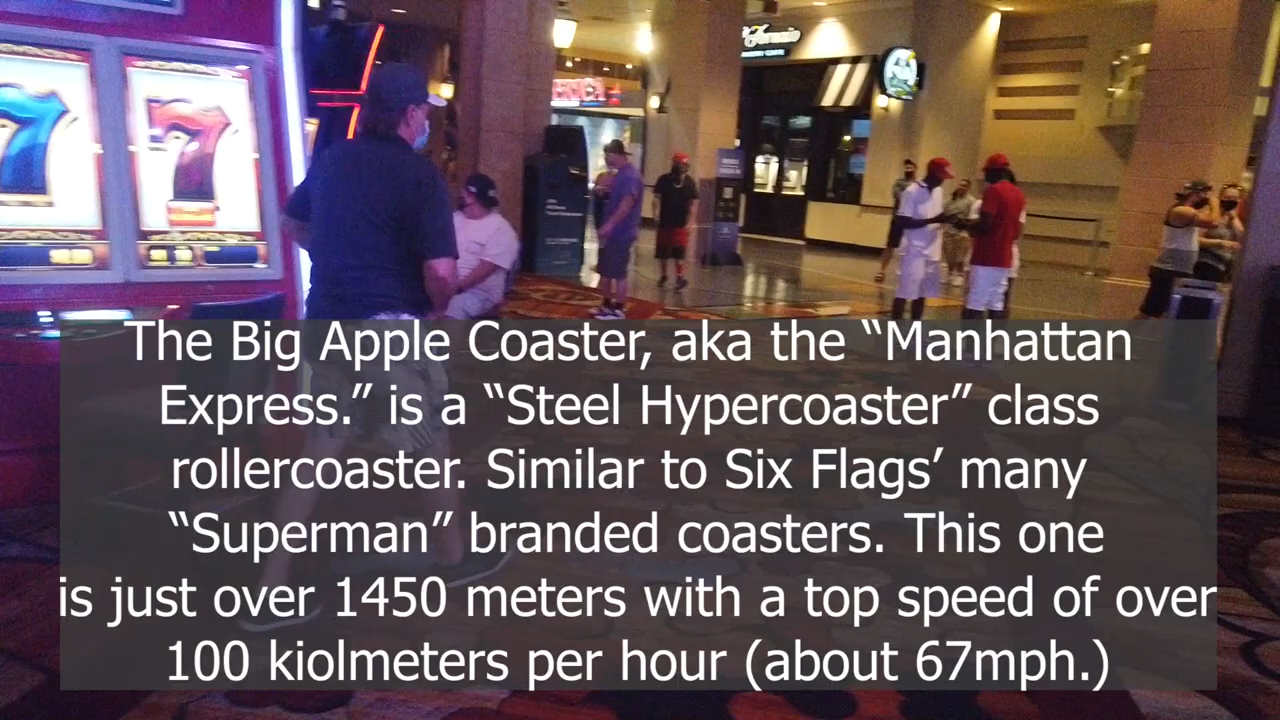 7
7
The Big Apple Coaster, aka the “Manhattan
Express.” is a “Steel Hypercoaster” class
rollercoaster. Similar to Six Flags’ many
“Superman” branded coasters. This one
is just over 1450 meters with a top speed of over
100 kiolmeters per hour (about 67mph.)